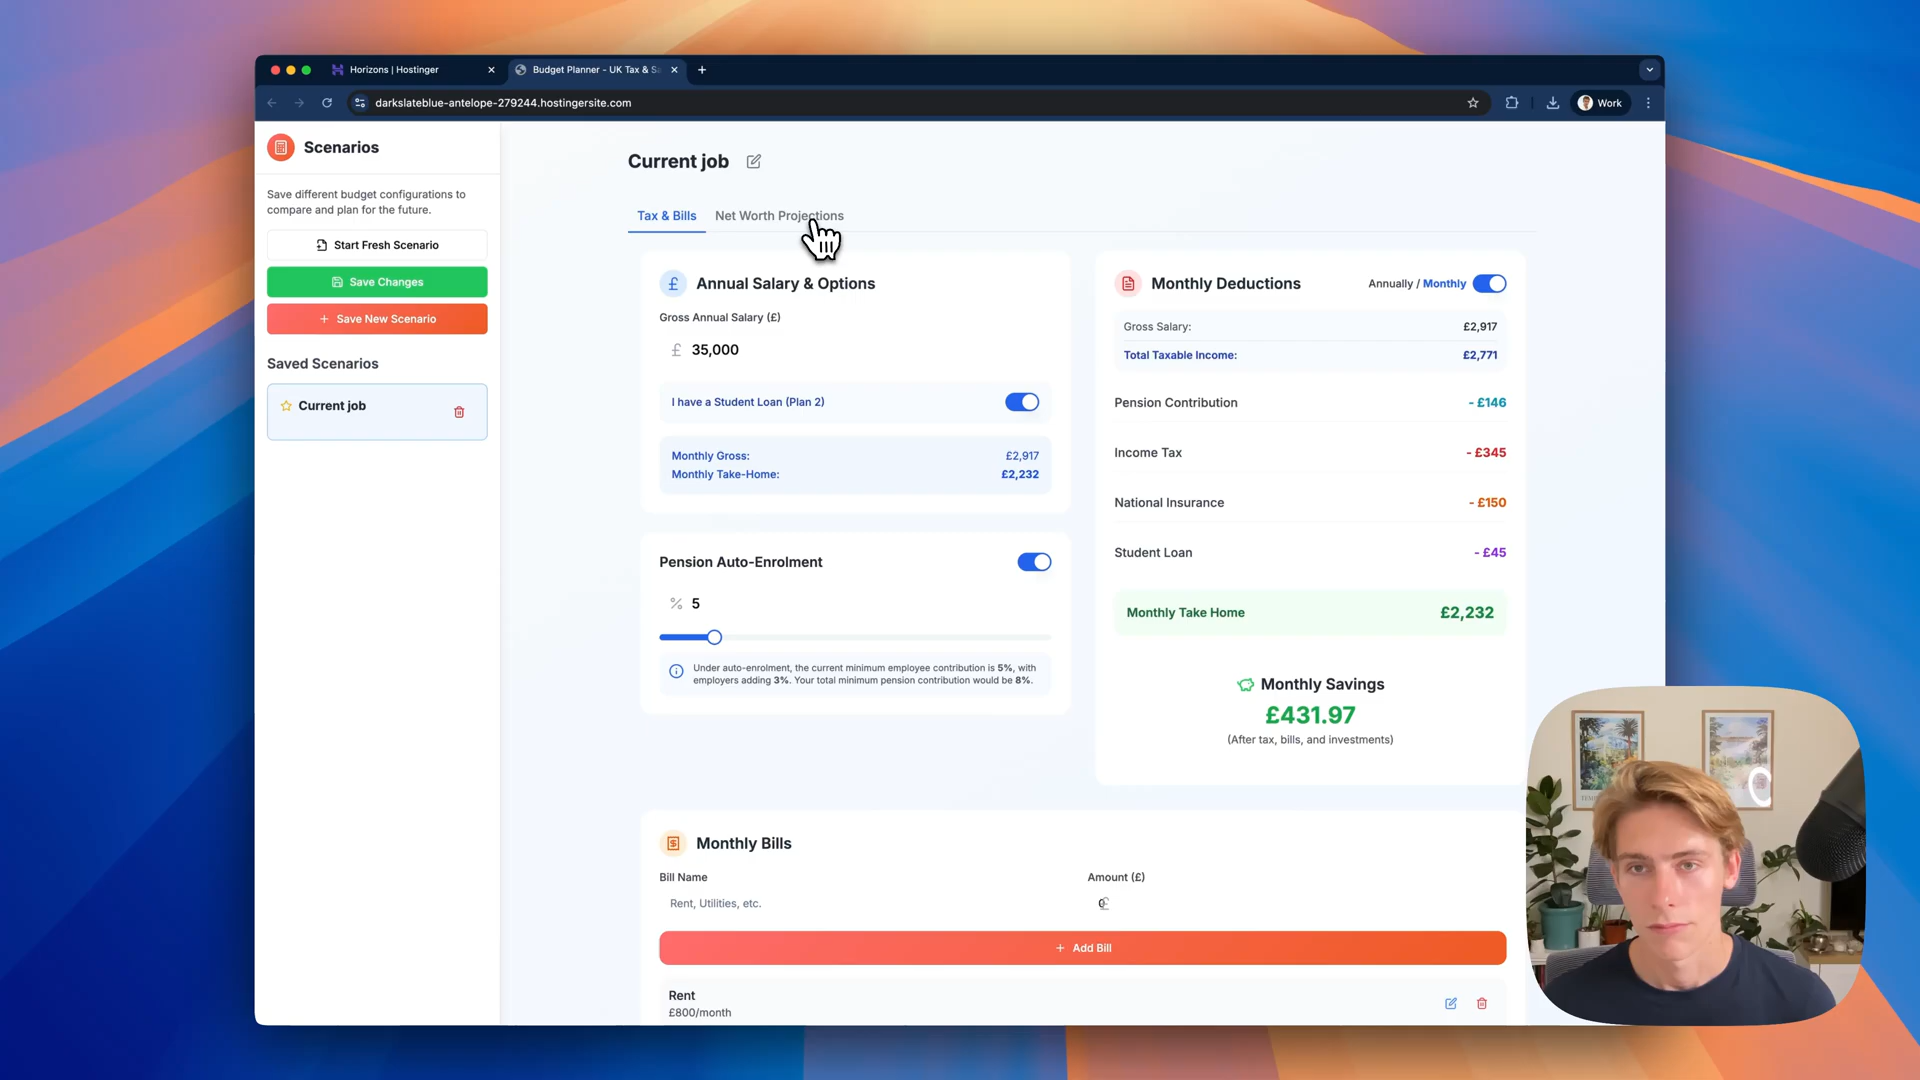 Horizons | Hostinger
Budget Planner - UK Tax & Sa
darkslateblue-antelope-279244.hostingersite.com
Work
Scenarios
Save different budget configurations to
compare and plan for the future.
Start Fresh Scenario
Save Changes
+ Save New Scenario
Saved Scenarios
Current job
Current job
Tax & Bills
Net Worth Projections
£ Annual Salary & Options
Gross Annual Salary (£)
£ 35,000
I have a Student Loan (Plan 2)
Monthly Gross: £2,917
Monthly Take-Home: £2,232
Pension Auto-Enrolment
% 5
Under auto-enrolment, the current minimum employee contribution is 5%, with
employers adding 3%. Your total minimum pension contribution would be 8%.
Monthly Deductions
Annually / Monthly
Gross Salary: £2,917
Total Taxable Income: £2,771
Pension Contribution - £146
Income Tax - £345
National Insurance - £150
Student Loan - £45
Monthly Take Home £2,232
Monthly Savings
£431.97
(After tax, bills, and investments)
$ Monthly Bills
Bill Name
Rent, Utilities, etc.
Amount (£)
+ Add Bill
Rent
£800/month